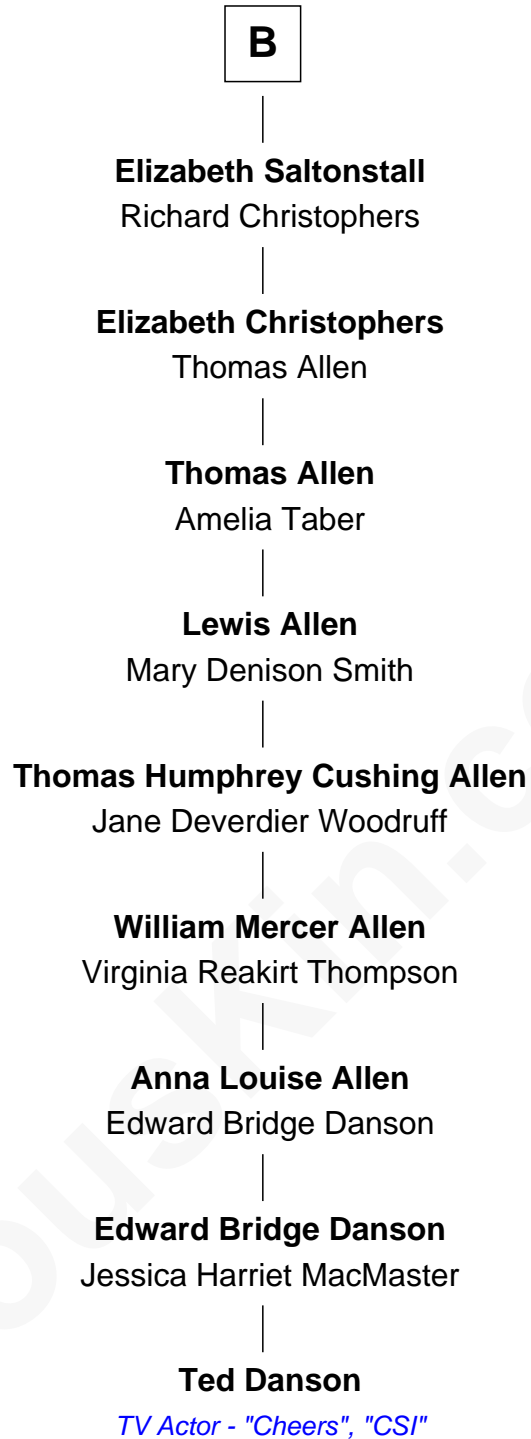 B
Elizabeth Saltonstall
Richard Christophers
Elizabeth Christophers
Thomas Allen
Thomas Allen
Amelia Taber
Lewis Allen
Mary Denison Smith
Thomas Humphrey Cushing Allen
Jane Deverdier Woodruff
William Mercer Allen
Virginia Reakirt Thompson
Anna Louise Allen
Edward Bridge Danson
Edward Bridge Danson
Jessica Harriet MacMaster
Ted Danson
TV Actor - "Cheers", "CSI"